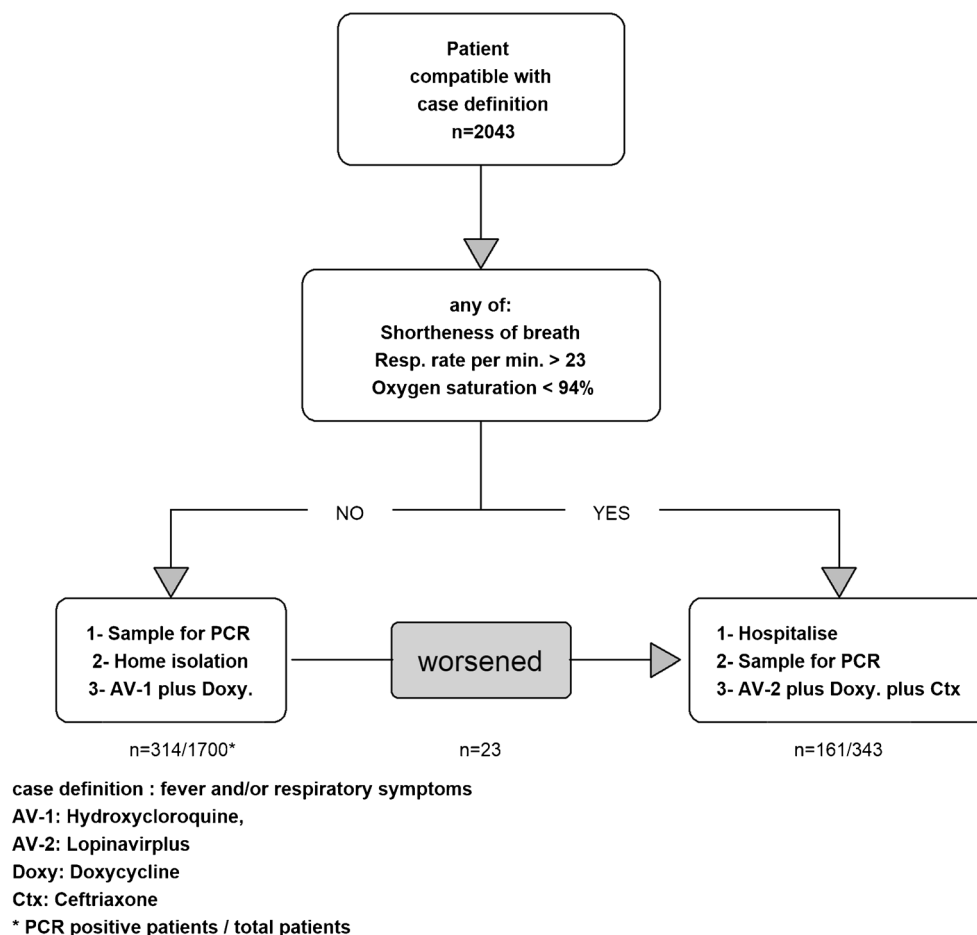 Patient
compatible with
case definition
n=2043
any of:
Shortheness of breath
Resp. rate per min. > 23
Oxygen saturation < 94%
NO
YES
1- Sample for PCR
2- Home isolation
3- AV-1 plus Doxy.
worsened
1- Hospitalise
2- Sample for PCR
3- AV-2 plus Doxy. plus Ctx
n=314/1700*
n=23
n=161/343
case definition : fever and/or respiratory symptoms
AV-1: Hydroxycloroquine,
AV-2: Lopinavirplus
Doxy: Doxycycline
Ctx: Ceftriaxone
* PCR positive patients / total patients